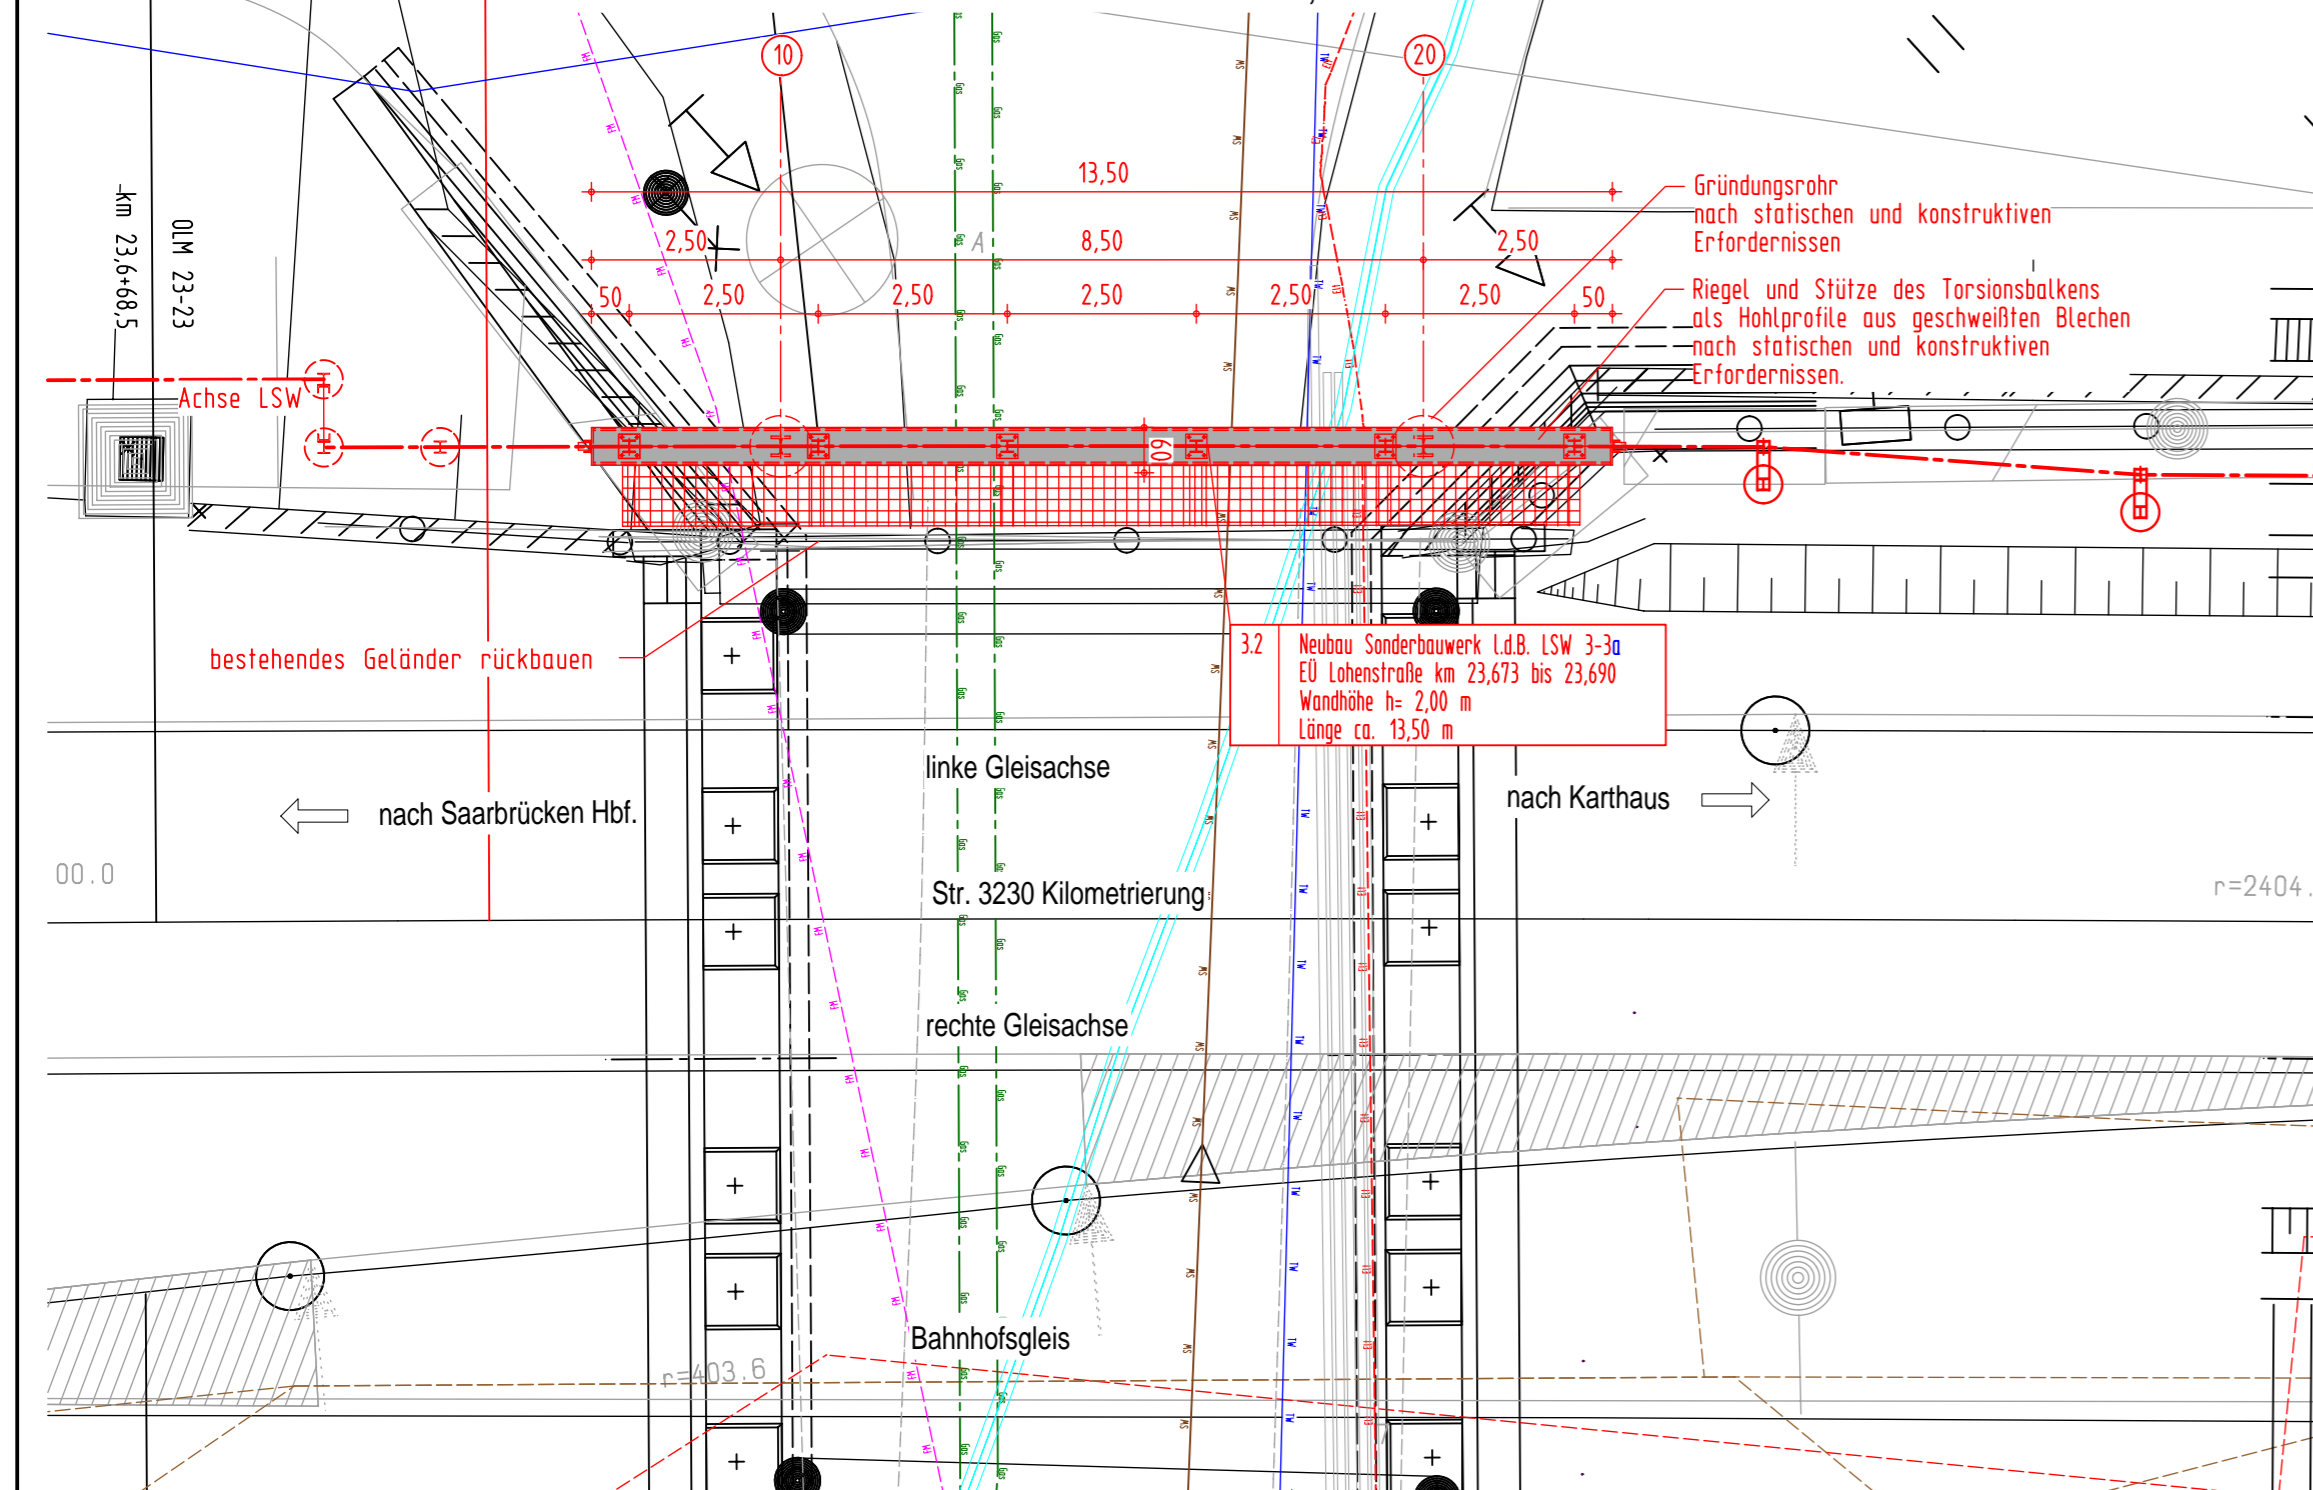 10
20
13,50
2,50
8,50
2,50
50
2,50
2,50
2,50
2,50
2,50
50
A
Gründungsrohr
nach statischen und konstruktiven
Erfordernissen
Riegel und Stütze des Torsionsbalkens
als Hohlprofile aus geschweißten Blechen
nach statischen und konstruktiven
Erfordernissen.
km 23,6+68,5
OLM 23-23
Achse LSW
60
bestehendes Geländer rückbauen
3.2 Neubau Sonderbauwerk l.d.B. LSW 3-3a
EÜ Lohenstraße km 23,673 bis 23,690
Wandhöhe h= 2,00 m
Länge ca. 13,50 m
linke Gleisachse
nach Saarbrücken Hbf.
nach Karthaus
00.0
r=2404.
Str. 3230 Kilometrierung
rechte Gleisachse
Bahnhofsgleis
r=403.6
FM
Gas
MS
TW